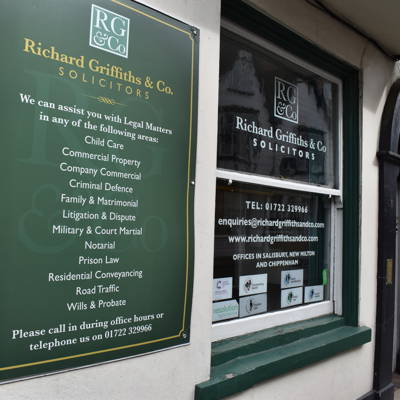 RG
&Co
Richard Griffiths & Co.
SOLICITORS
We can assist you with Legal Matters
in any of the following areas:
Child Care
Commercial Property
Company Commercial
Criminal Defence
Family & Matrimonial
Litigation & Dispute
Military & Court Martial
Notarial
Prison Law
Residential Conveyancing
Road Traffic
Wills & Probate
Please call in during office hours or
telephone us on 01722 329966
RG
&Co
Richard Griffiths & Co
SOLICITORS
TEL: 01722 329966
enquiries@richardgriffithsandco.com
www.richardgriffithsandco.com
OFFICES IN SALISBURY, NEW MILTON
AND CHIPPENHAM
resolution